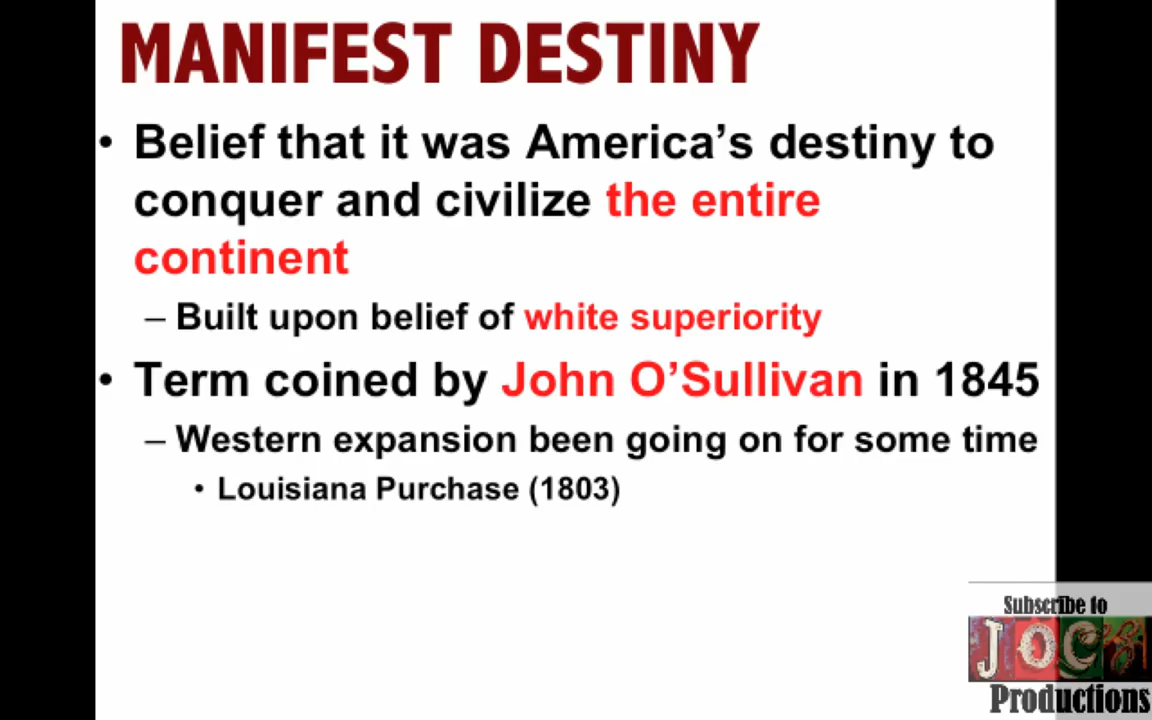 MANIFEST DESTINY
• Belief that it was America’s destiny to
conquer and civilize the entire
continent
– Built upon belief of white superiority
• Term coined by John O’Sullivan in 1845
– Western expansion been going on for some time
• Louisiana Purchase (1803)
Subscribe to
JOCZ
Productions